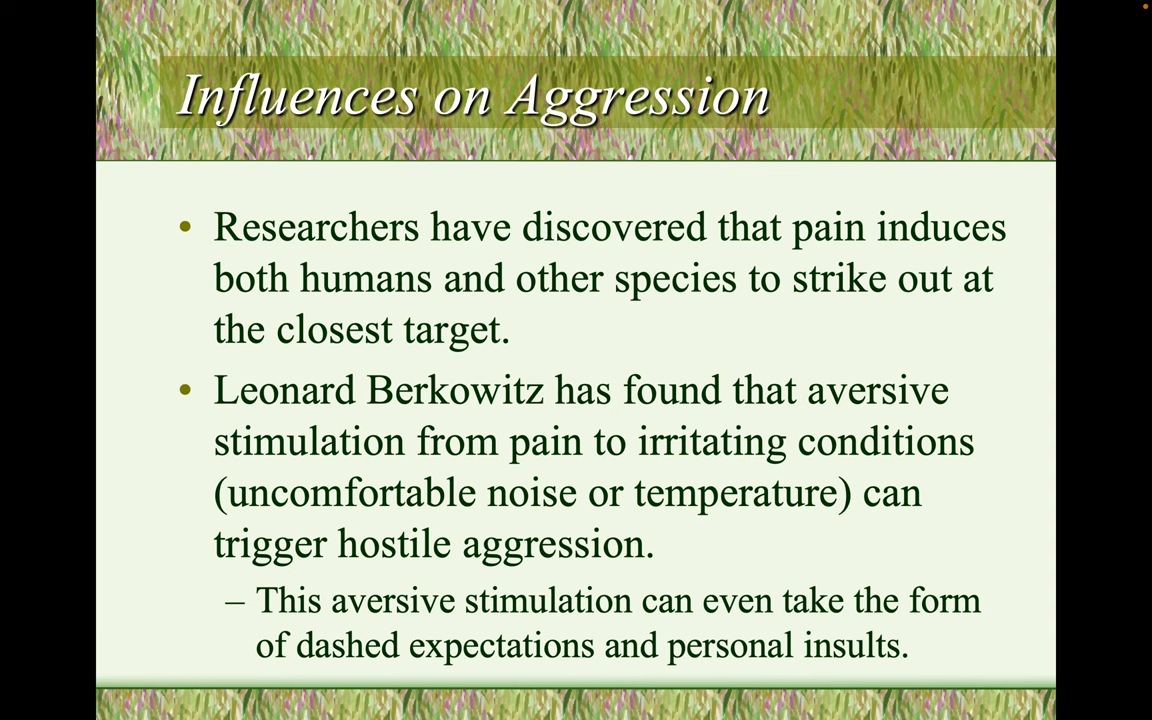 Influences on Aggression
• Researchers have discovered that pain induces
both humans and other species to strike out at
the closest target.
• Leonard Berkowitz has found that aversive
stimulation from pain to irritating conditions
(uncomfortable noise or temperature) can
trigger hostile aggression.
– This aversive stimulation can even take the form
of dashed expectations and personal insults.